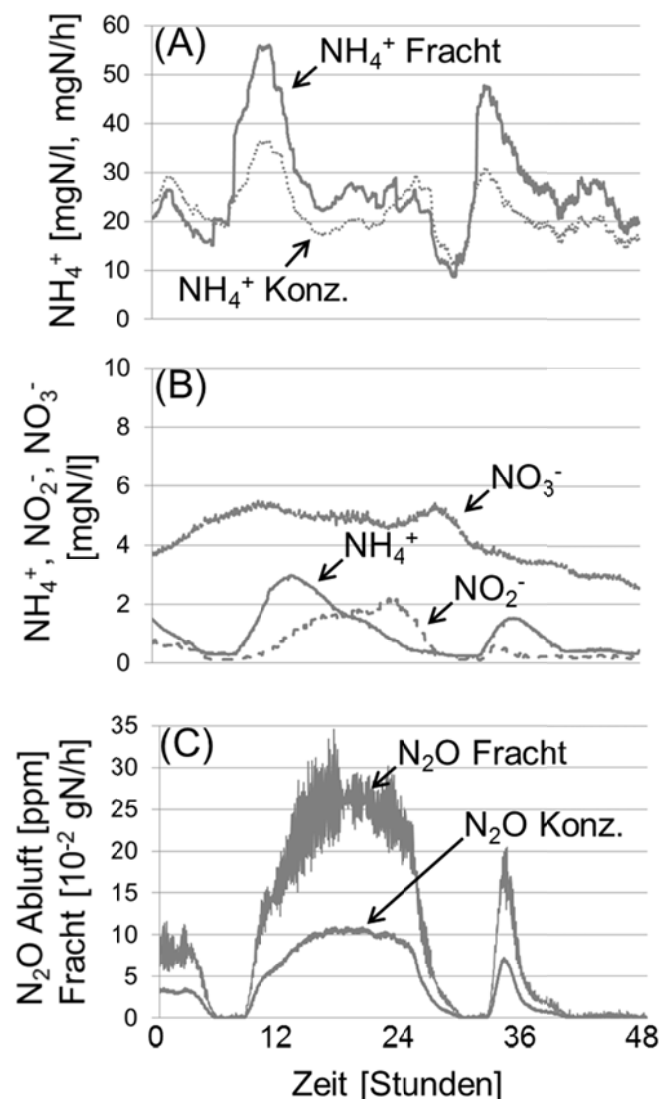 (A)
NH₄⁺ Fracht
NH₄⁺ Konz.
NH₄⁺ [mgN/l, mgN/h]
60
50
40
30
20
10
0
(B)
NO₃⁻
NH₄⁺
NO₂⁻
NH₄⁺, NO₂⁻, NO₃⁻
[mgN/l]
10
8
6
4
2
0
(C)
N₂O Fracht
N₂O Konz.
N₂O Abluft [ppm]
Fracht [10⁻² gN/h]
35
30
25
20
15
10
5
0
0 12 24 36 48
Zeit [Stunden]